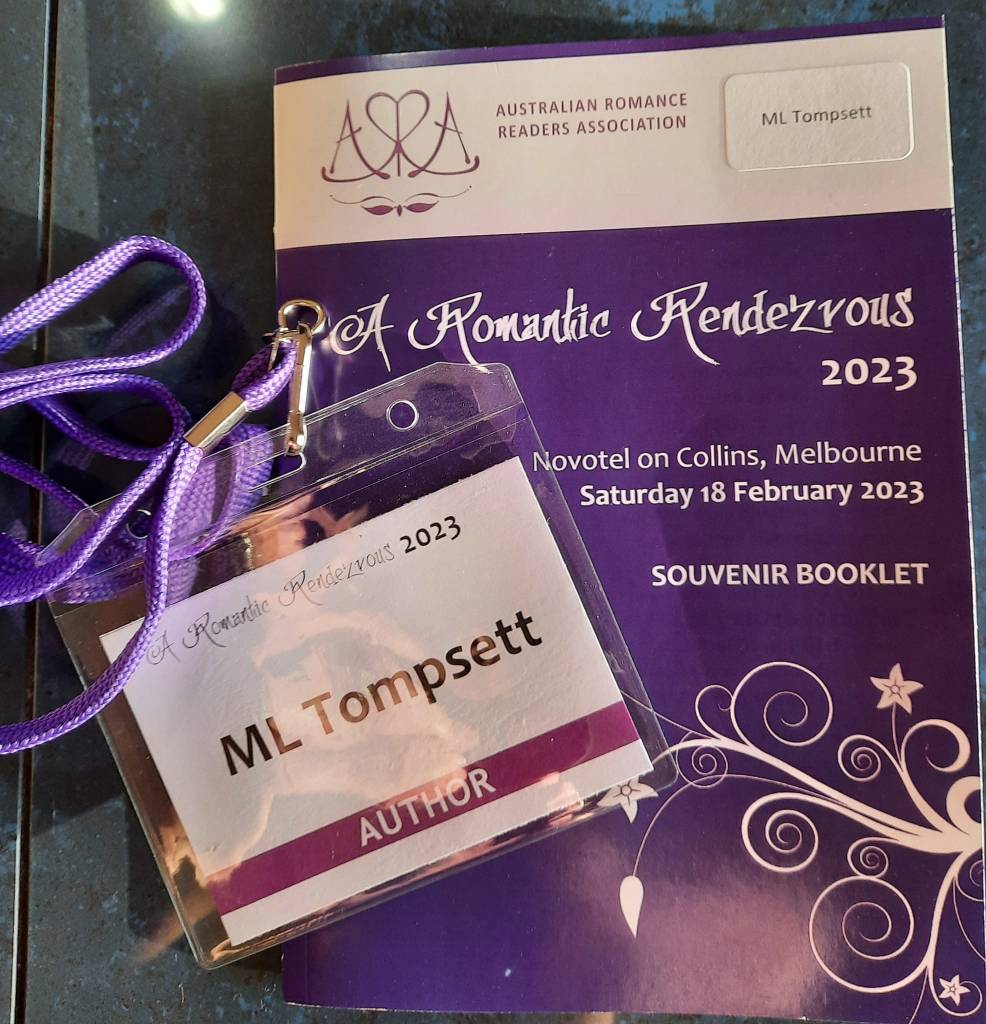 ARRA
AUSTRALIAN ROMANCE
READERS ASSOCIATION
ML Tompsett
A Romantic Rendezvous
2023
Novotel on Collins, Melbourne
Saturday 18 February 2023
SOUVENIR BOOKLET
A Romantic Rendezvous 2023
ML Tompsett
AUTHOR